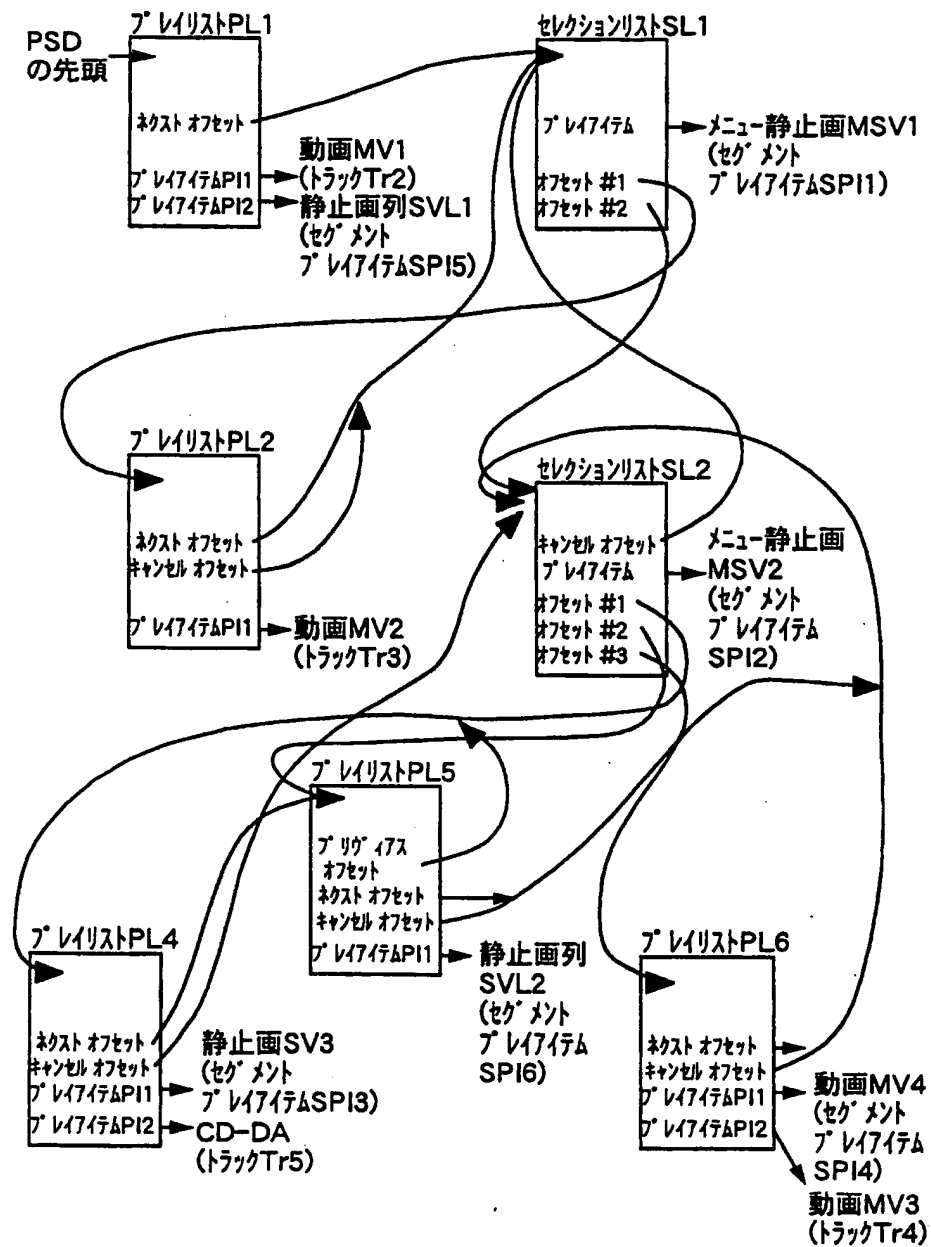 PSD
の先頭
プレイリストPL1
ネクスト オフセット
プレイアイテムPI1
プレイアイテムPI2
動画MV1
(トラックTr2)
静止画列SVL1
(セグメント
プレイアイテムSPI5)
セレクションリストSL1
プレイアイテム
オフセット #1
オフセット #2
メニュー静止画MSV1
(セグメント
プレイアイテムSPI1)
プレイリストPL2
ネクスト オフセット
キャンセル オフセット
プレイアイテムPI1
動画MV2
(トラックTr3)
セレクションリストSL2
キャンセル オフセット
プレイアイテム
オフセット #1
オフセット #2
オフセット #3
メニュー静止画
MSV2
(セグメント
プレイアイテム
SPI2)
プレイリストPL5
プリヴィアス
オフセット
ネクスト オフセット
キャンセル オフセット
プレイアイテムPI1
静止画列
SVL2
(セグメント
プレイアイテム
SPI6)
プレイリストPL4
ネクスト オフセット
キャンセル オフセット
プレイアイテムPI1
プレイアイテムPI2
静止画SV3
(セグメント
プレイアイテムSPI3)
CD-DA
(トラックTr5)
プレイリストPL6
ネクスト オフセット
キャンセル オフセット
プレイアイテムPI1
プレイアイテムPI2
動画MV4
(セグメント
プレイアイテム
SPI4)
動画MV3
(トラックTr4)